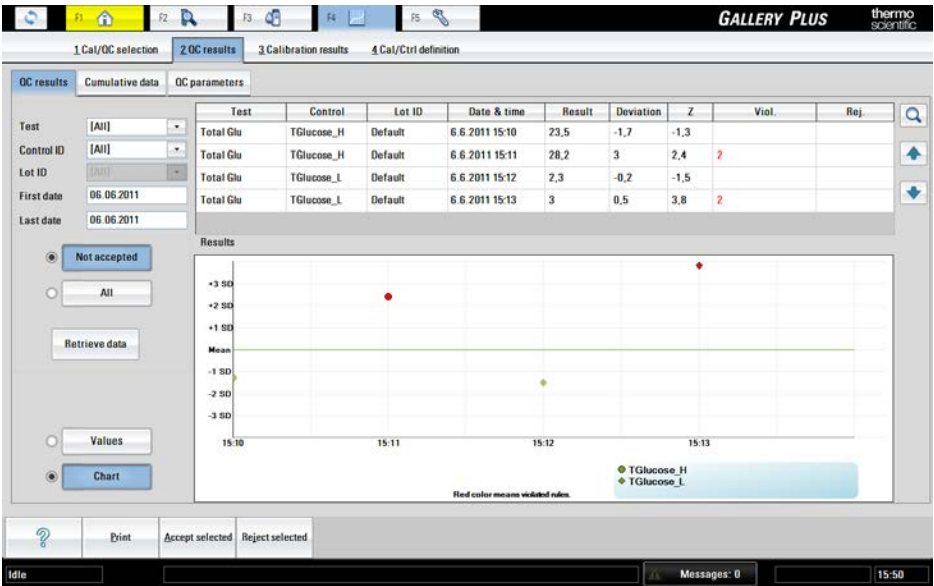 F1 F2 F3 F4 F5 GALLERY PLUS thermo scientific
1 Cal/QC selection 2 QC results 3 Calibration results 4 Cal/Ctrl definition
QC results Cumulative data QC parameters
Test [All]
Control ID [All]
Lot ID [All]
First date 06.06.2011
Last date 06.06.2011
Not accepted
All
Retrieve data
Values
Chart
Test Control Lot ID Date & time Result Deviation Z Viol. Rej.
Total Glu TGlucose_H Default 6.6.2011 15:10 23,5 -1,7 -1,3
Total Glu TGlucose_H Default 6.6.2011 15:11 28,2 3 2,4 2
Total Glu TGlucose_L Default 6.6.2011 15:12 2,3 -0,2 -1,5
Total Glu TGlucose_L Default 6.6.2011 15:13 3 0,5 3,8 2
Results
+3 SD
+2 SD
+1 SD
Mean
-1 SD
-2 SD
-3 SD
15:10 15:11 15:12 15:13
TGlucose_H
TGlucose_L
Red color means violated rules.
? Print Accept selected Reject selected
Idle Messages: 0 15:50